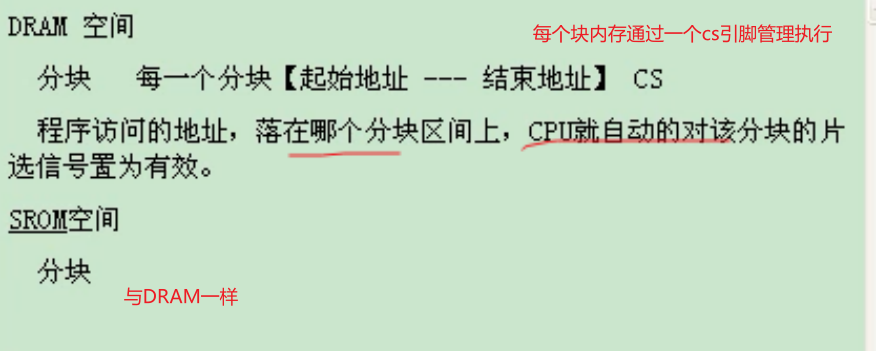 DRAM 空间
每个块内存通过一个cs引脚管理执行
分块 每一个分块【起始地址 --- 结束地址】 CS
程序访问的地址，落在哪个分块区间上，CPU就自动的对该分块的片
选信号置为有效。
SROM空间
分块
与DRAM一样